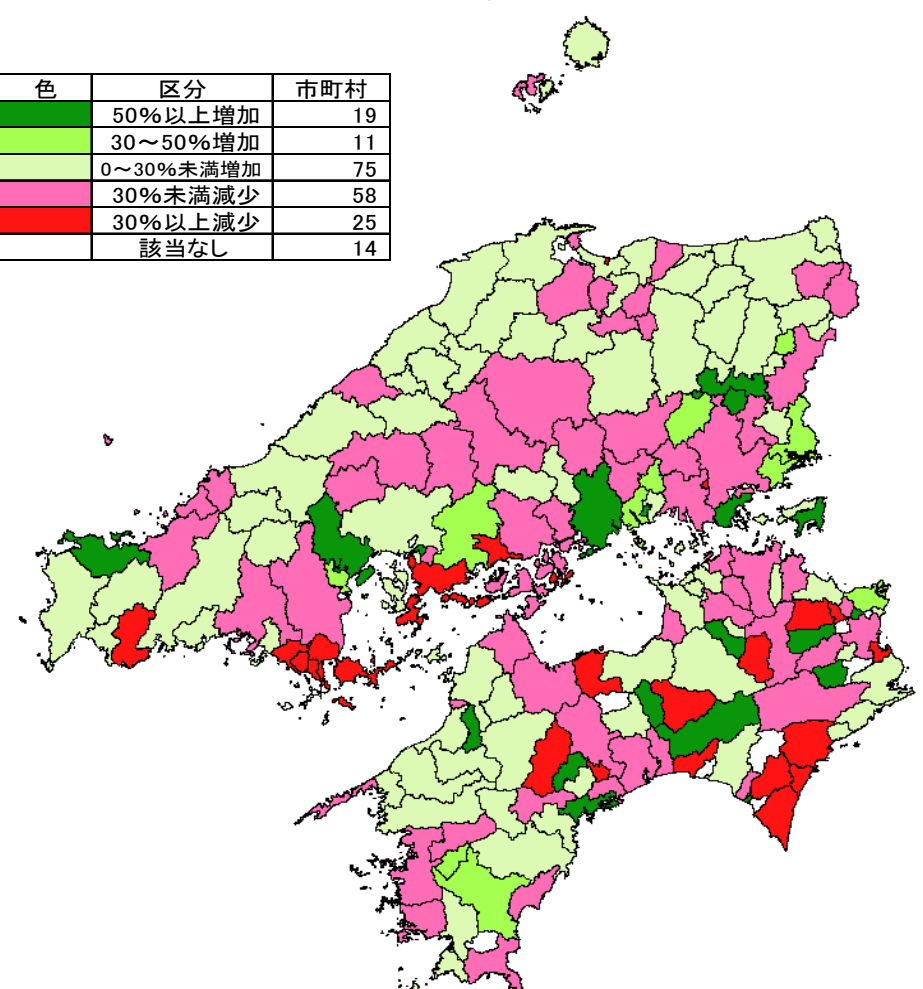 色 区分 市町村
50%以上増加 19
30～50%増加 11
0～30%未満増加 75
30%未満減少 58
30%以上減少 25
該当なし 14